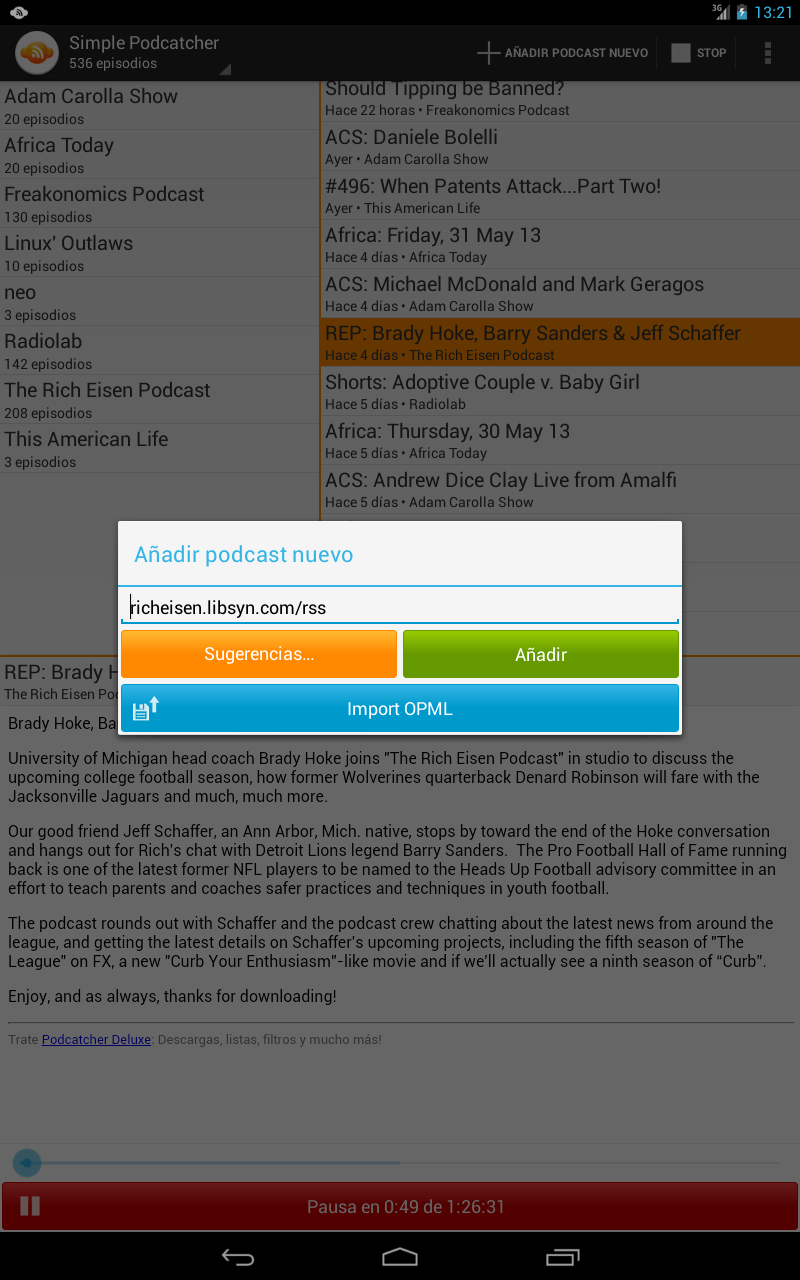 3G 13:21
Simple Podcatcher
536 episodios
AÑADIR PODCAST NUEVO
STOP
Adam Carolla Show
20 episodios
Africa Today
20 episodios
Freakonomics Podcast
130 episodios
Linux' Outlaws
10 episodios
neo
3 episodios
Radiolab
142 episodios
The Rich Eisen Podcast
208 episodios
This American Life
3 episodios
Should Tipping be Banned?
Hace 22 horas • Freakonomics Podcast
ACS: Daniele Bolelli
Ayer • Adam Carolla Show
#496: When Patents Attack...Part Two!
Ayer • This American Life
Africa: Friday, 31 May 13
Hace 4 días • Africa Today
ACS: Michael McDonald and Mark Geragos
Hace 4 días • Adam Carolla Show
REP: Brady Hoke, Barry Sanders & Jeff Schaffer
Hace 4 días • The Rich Eisen Podcast
Shorts: Adoptive Couple v. Baby Girl
Hace 5 días • Radiolab
Africa: Thursday, 30 May 13
Hace 5 días • Africa Today
ACS: Andrew Dice Clay Live from Amalfi
Hace 5 días • Adam Carolla Show
Añadir podcast nuevo
richeisen.libsyn.com/rss
Sugerencias...
Añadir
Import OPML
REP: Brady H
The Rich Eisen Po
Brady Hoke, Ba
University of Michigan head coach Brady Hoke joins "The Rich Eisen Podcast" in studio to discuss the
upcoming college football season, how former Wolverines quarterback Denard Robinson will fare with the
Jacksonville Jaguars and much, much more.
Our good friend Jeff Schaffer, an Ann Arbor, Mich. native, stops by toward the end of the Hoke conversation
and hangs out for Rich's chat with Detroit Lions legend Barry Sanders.  The Pro Football Hall of Fame running
back is one of the latest former NFL players to be named to the Heads Up Football advisory committee in an
effort to teach parents and coaches safer practices and techniques in youth football.
The podcast rounds out with Schaffer and the podcast crew chatting about the latest news from around the
league, and getting the latest details on Schaffer's upcoming projects, including the fifth season of "The
League" on FX, a new "Curb Your Enthusiasm"-like movie and if we'll actually see a ninth season of “Curb”.
Enjoy, and as always, thanks for downloading!
Trate Podcatcher Deluxe: Descargas, listas, filtros y mucho más!
Pausa en 0:49 de 1:26:31